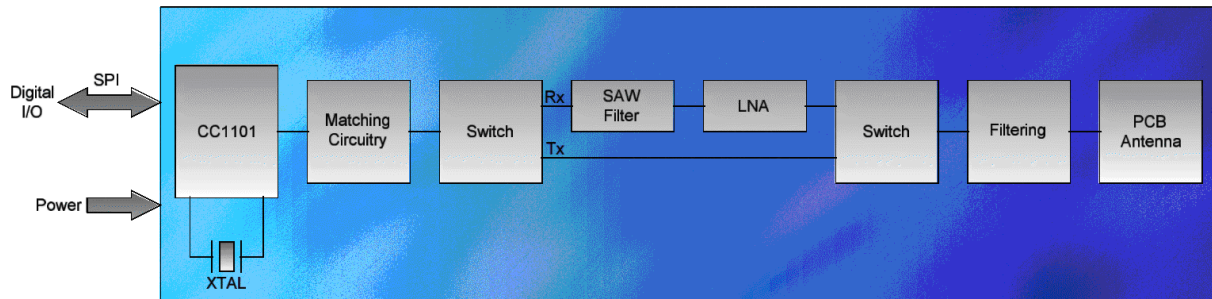 Digital
I/O
SPI
Power
CC1101
XTAL
Matching
Circuitry
Switch
Rx
Tx
SAW
Filter
LNA
Switch
Filtering
PCB
Antenna